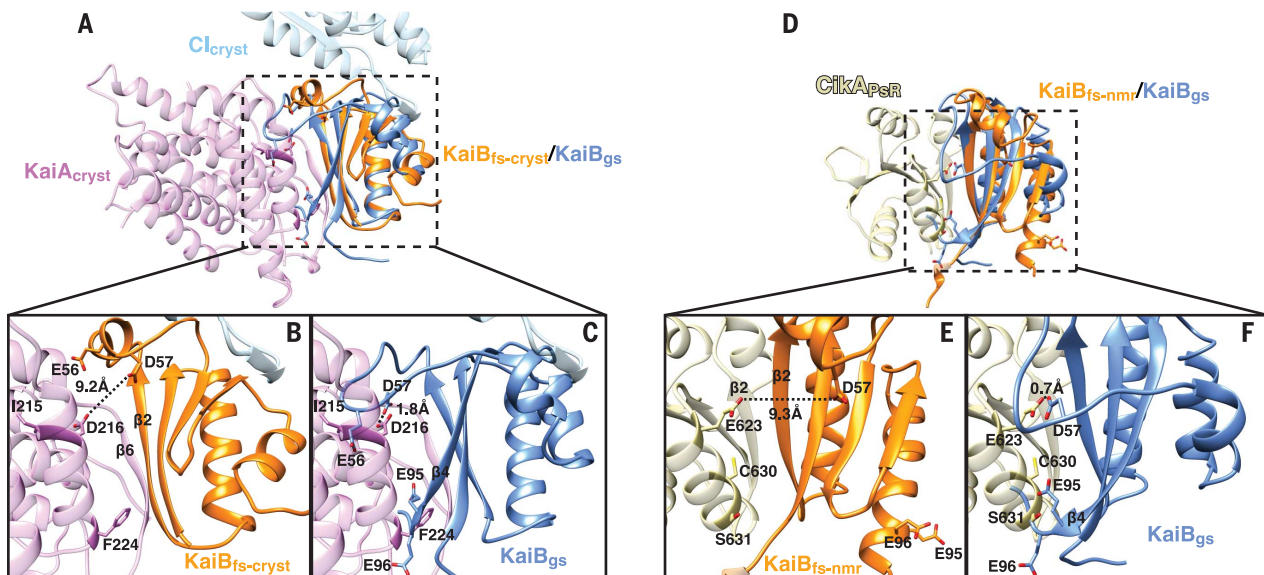 A
CIcryst
KaiAcryst
KaiBfs-cryst/KaiBgs
D
CikAPsR
KaiBfs-nmr/KaiBgs
B
E56
D57
9.2Å
I215
D216
β2
β6
F224
KaiBfs-cryst
C
D57
I215
1.8Å
D216
E56
E95
β4
F224
E96
KaiBgs
E
β2
β2
D57
9.3Å
E623
C630
S631
E96
E95
KaiBfs-nmr
F
0.7Å
E623
D57
C630
E95
S631
β4
E96
KaiBgs